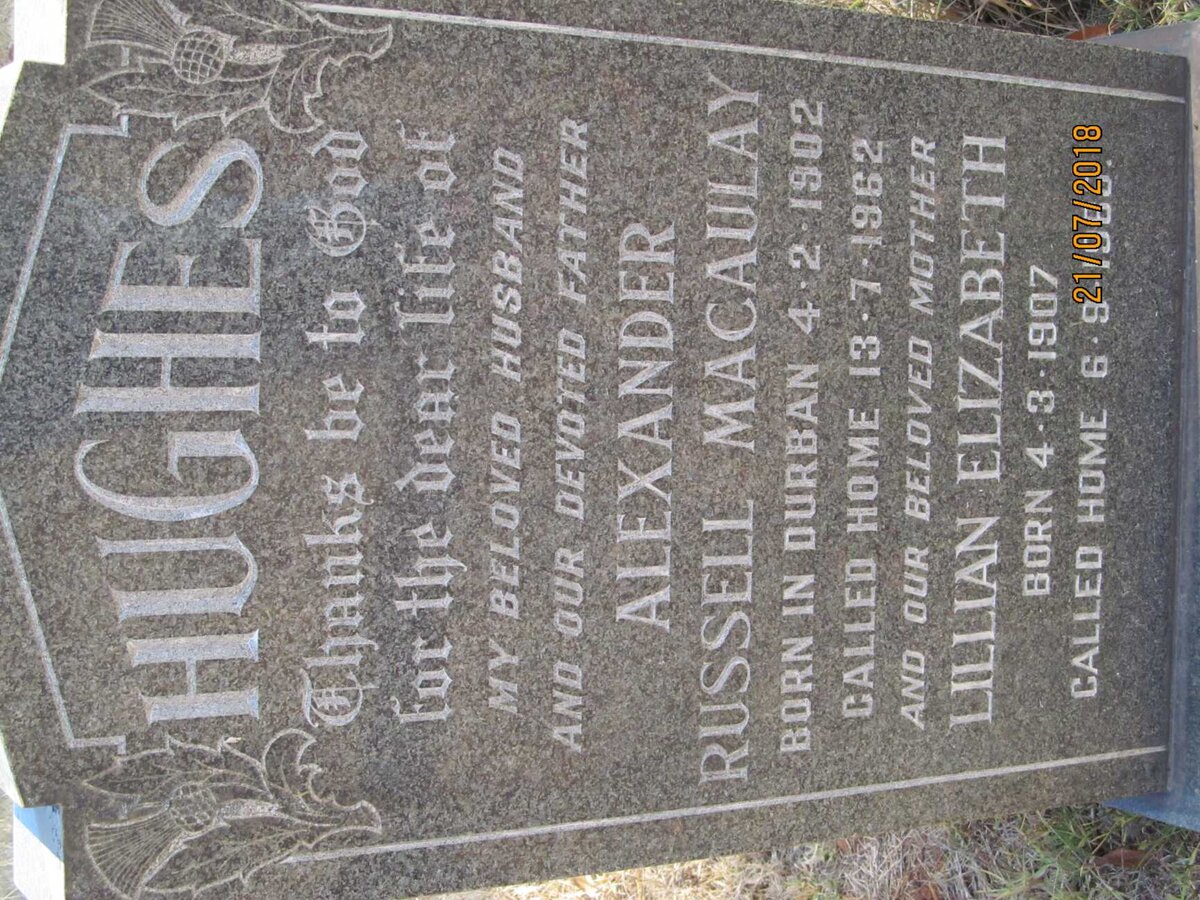 HUGHES
Thanks be to God
for the dear life of
MY BELOVED HUSBAND
AND OUR DEVOTED FATHER
ALEXANDER
RUSSELL MACAULAY
BORN IN DURBAN 4·2·1902
CALLED HOME 13·7·1962
AND OUR BELOVED MOTHER
LILLIAN ELIZABETH
BORN 4·3·1907
CALLED HOME 6·9·
21/07/2018